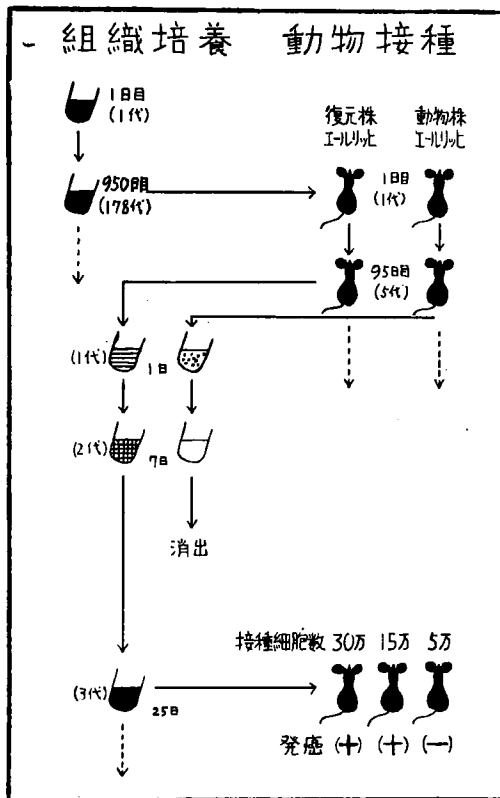 組織培養 動物接種
1日目
(1代)
復元株
エールリッヒ
動物株
エールリッヒ
950日目
(178代)
1日目
(1代)
95日目
(5代)
(1代) 1日
(2代) 7日
消出
接種細胞数 30万 15万 5万
(3代) 25日
発癌 (+) (+) (-)